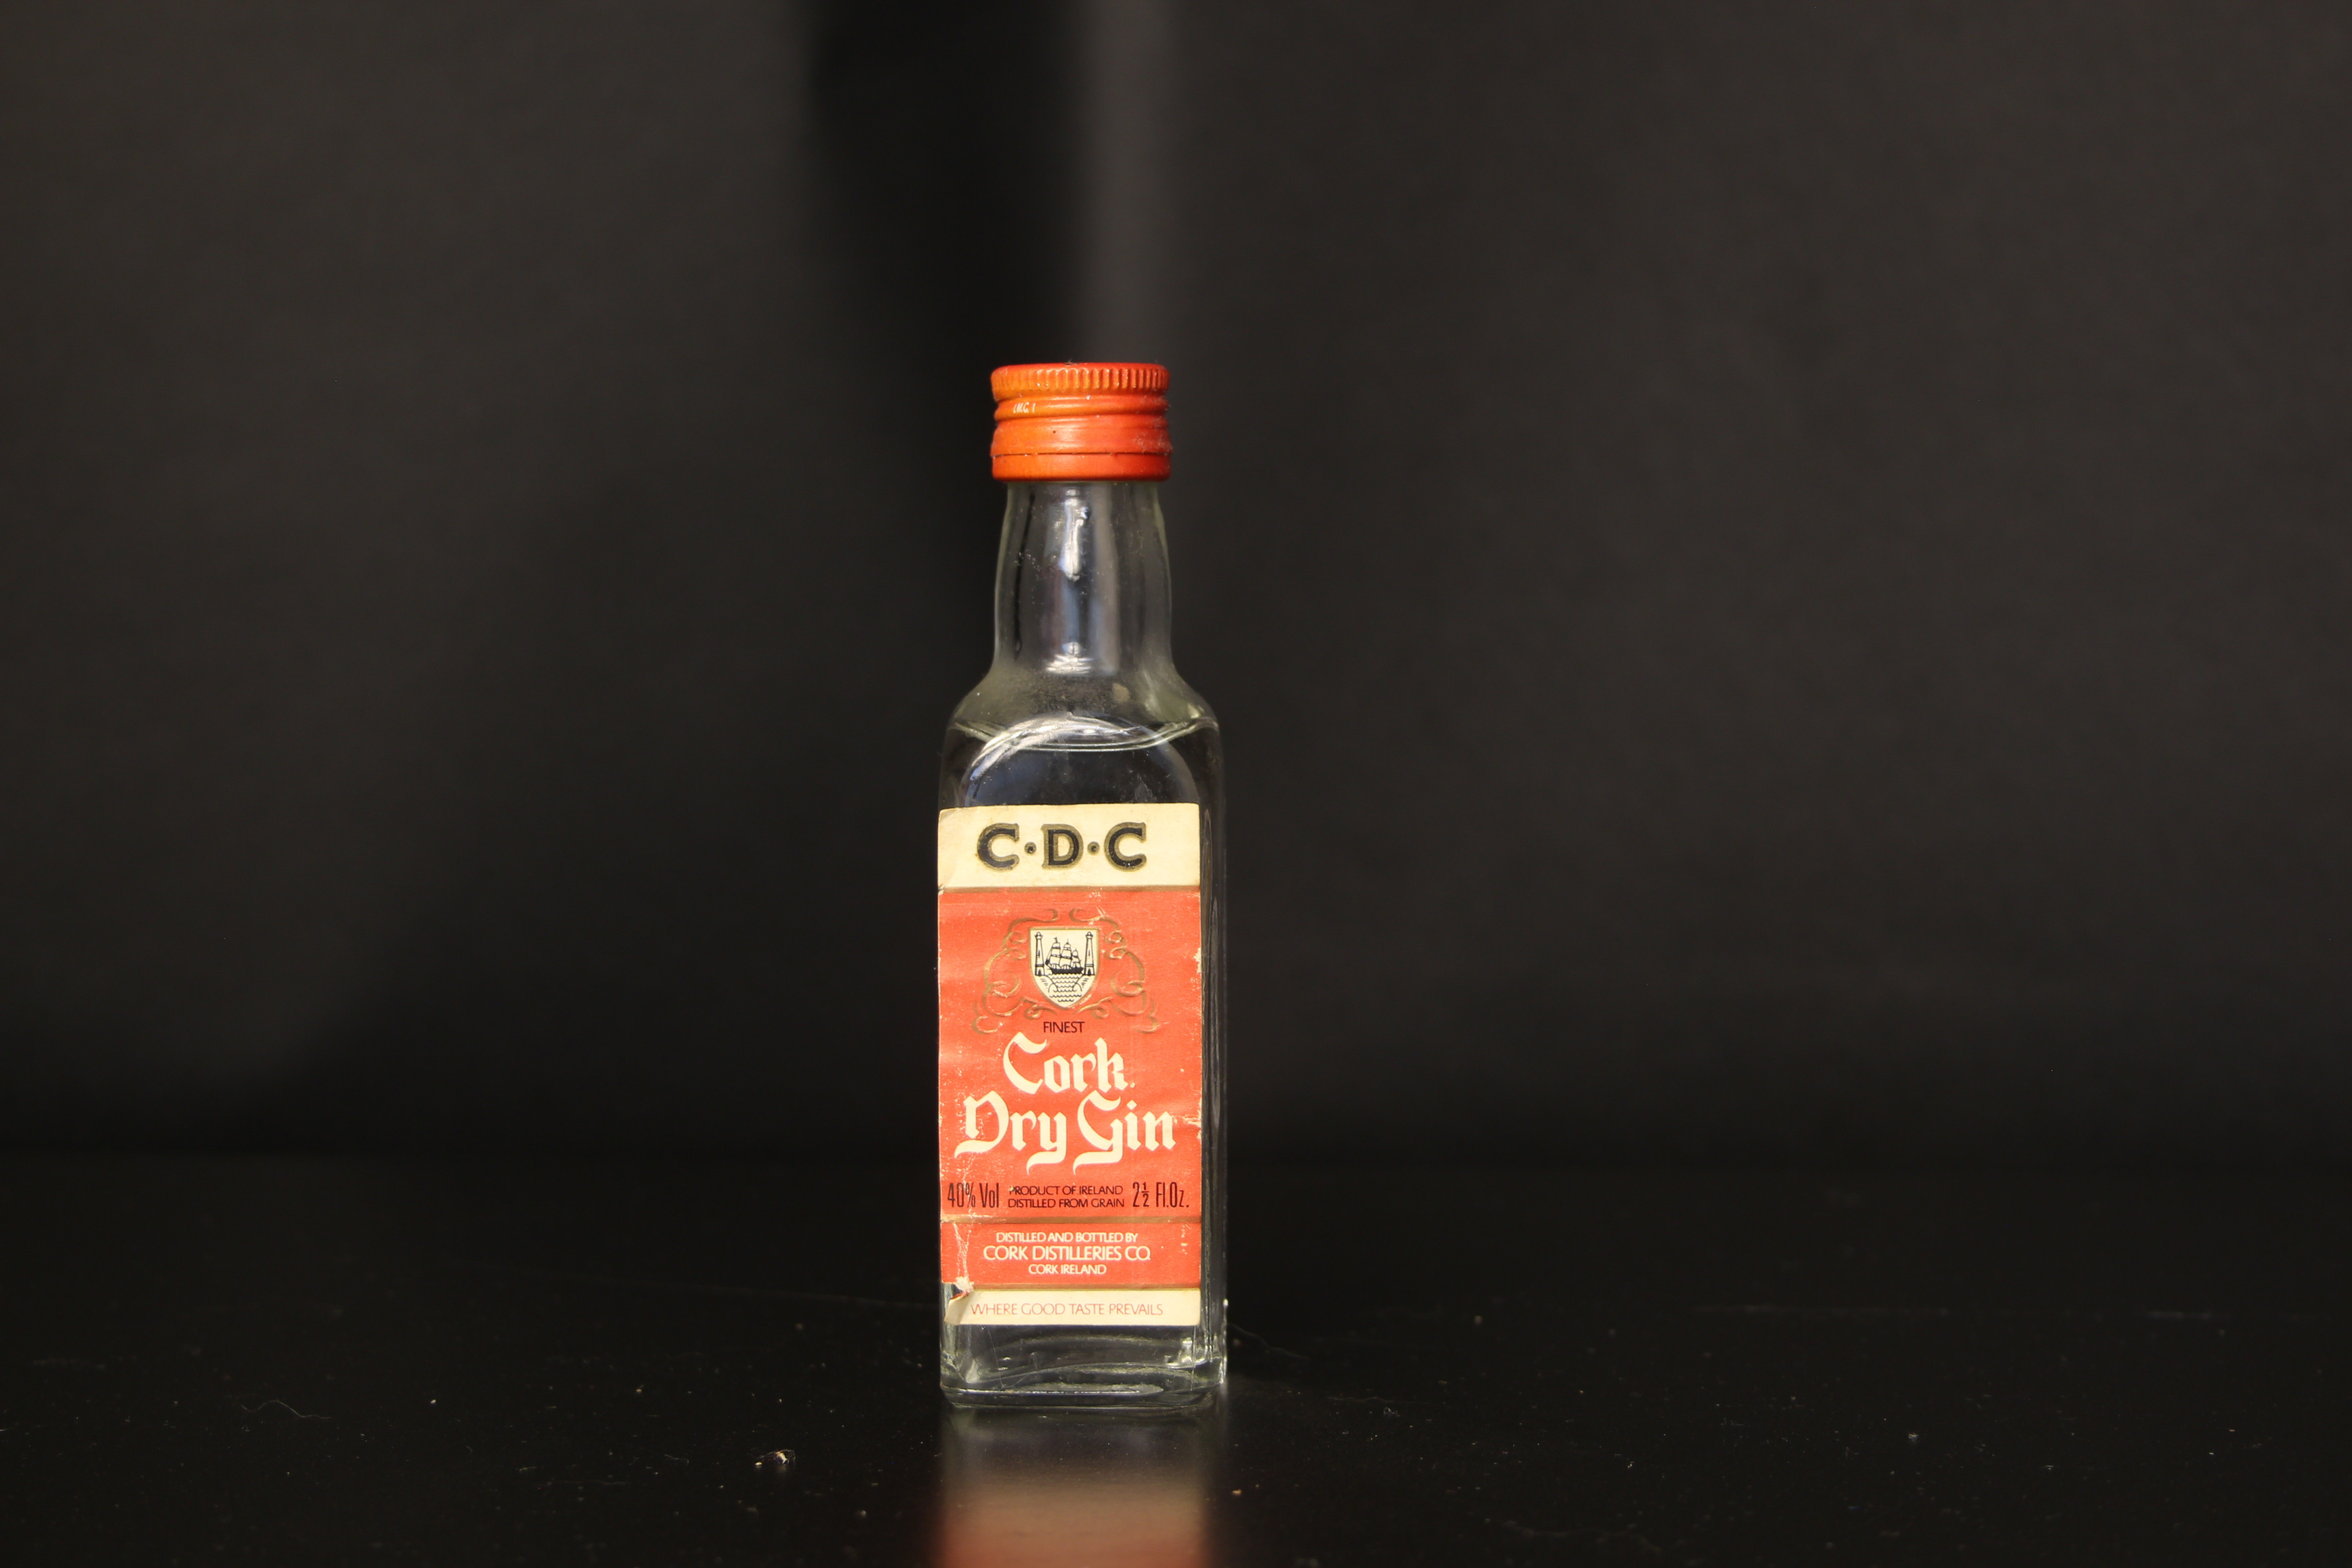 C·D·C
FINEST
Cork
Dry Gin
40% Vol PRODUCT OF IRELAND 2½ Fl.Oz.
DISTILLED FROM GRAIN
DISTILLED AND BOTTLED BY
CORK DISTILLERIES CO.
CORK IRELAND
WHERE GOOD TASTE PREVAILS